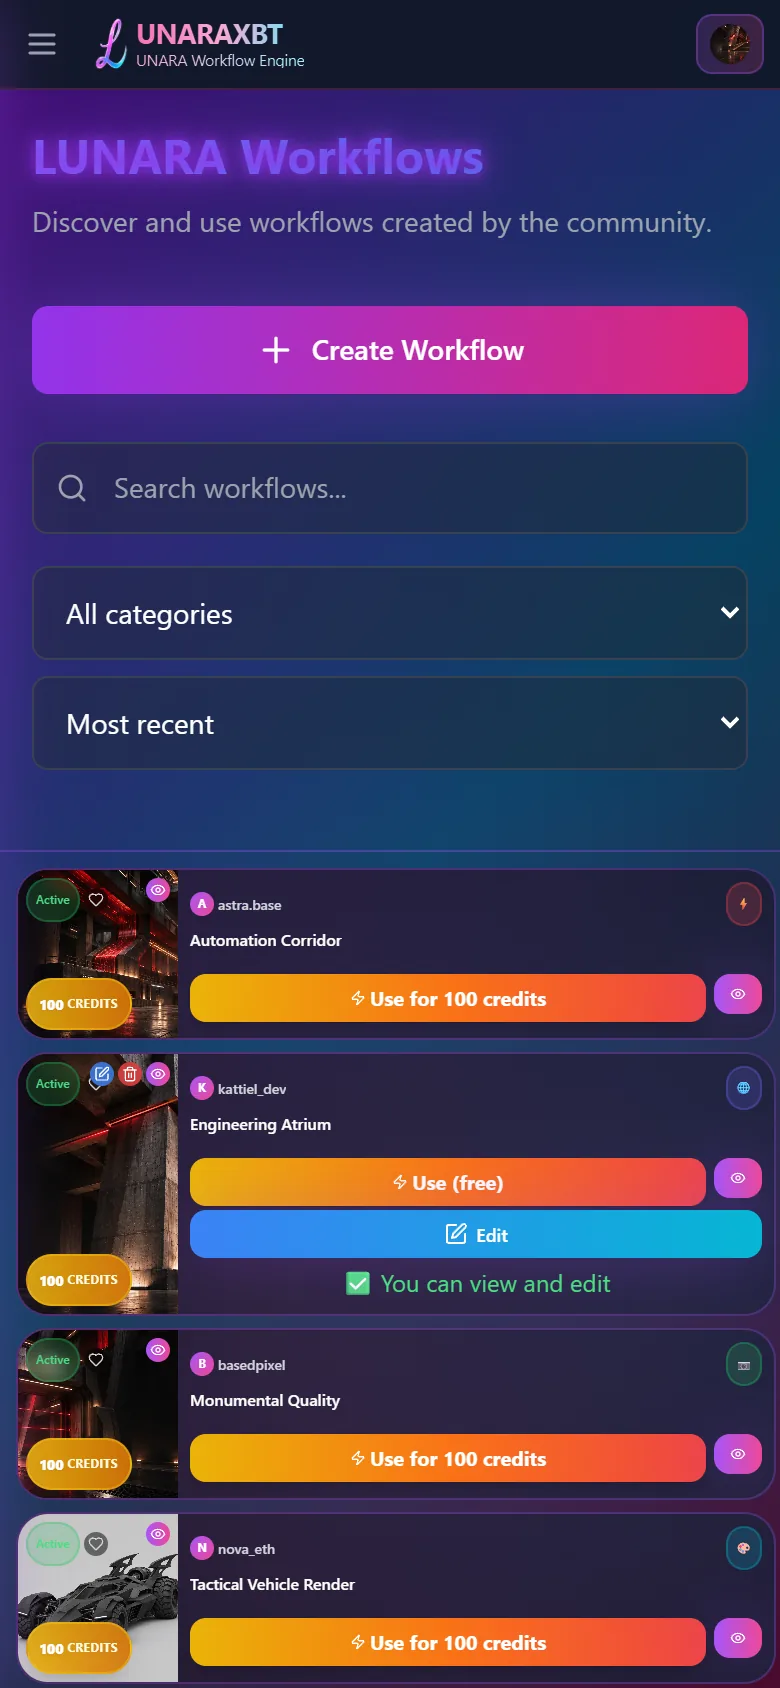 UNARAXBT
UNARA Workflow Engine
LUNARA Workflows
Discover and use workflows created by the community.
Create Workflow
Search workflows...
All categories
Most recent
Active
A astra.base
Automation Corridor
100 CREDITS
Use for 100 credits
Active
K kattiel_dev
Engineering Atrium
Use (free)
Edit
100 CREDITS
You can view and edit
Active
B basedpixel
Monumental Quality
100 CREDITS
Use for 100 credits
Active
N nova_eth
Tactical Vehicle Render
100 CREDITS
Use for 100 credits